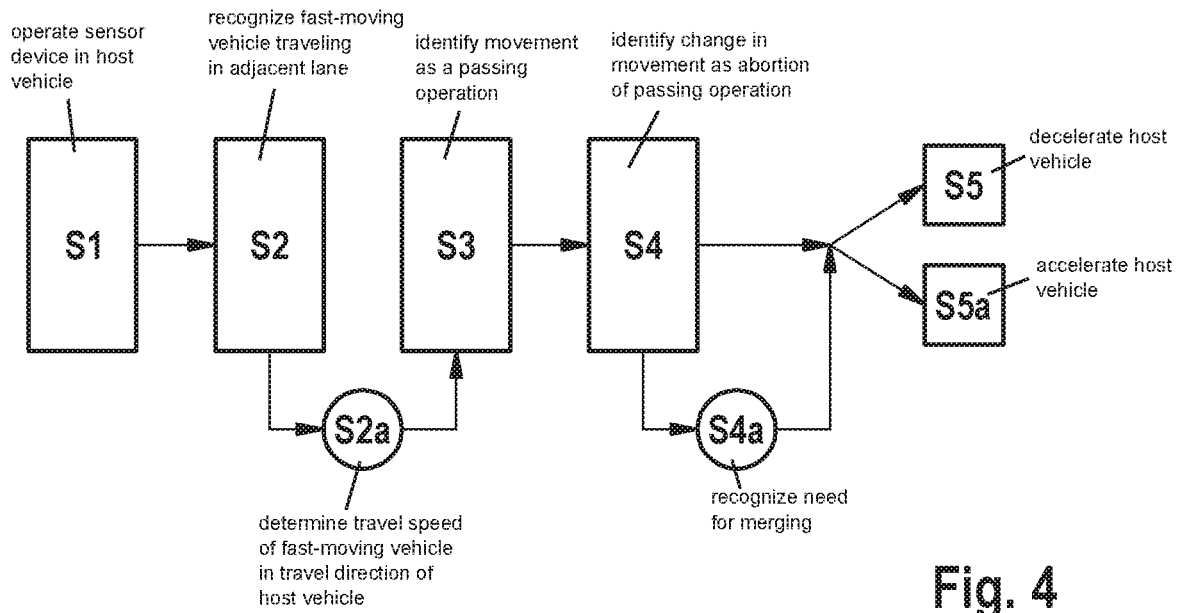 operate sensor
device in host
vehicle
recognize fast-moving
vehicle traveling
in adjacent lane
identify movement
as a passing
operation
identify change in
movement as abortion
of passing operation
decelerate host
vehicle
S1
S2
S3
S4
S5
accelerate host
vehicle
S5a
S2a
S4a
determine travel speed
of fast-moving vehicle
in travel direction of
host vehicle
recognize need
for merging
Fig. 4